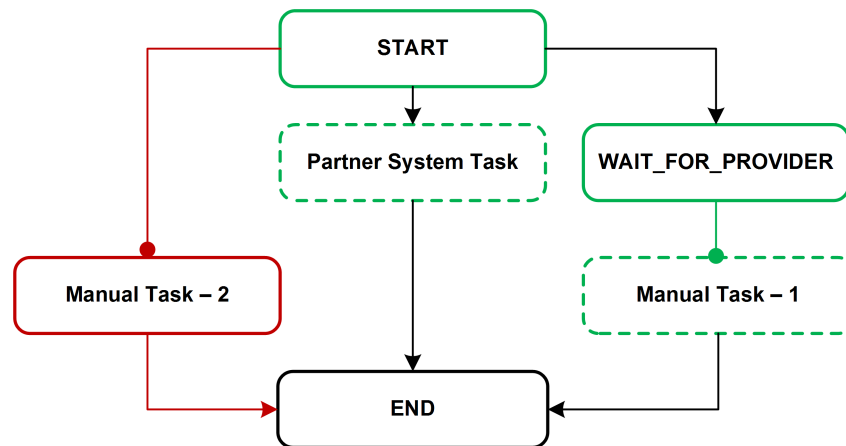 START
Partner System Task
WAIT_FOR_PROVIDER
Manual Task – 2
Manual Task – 1
END